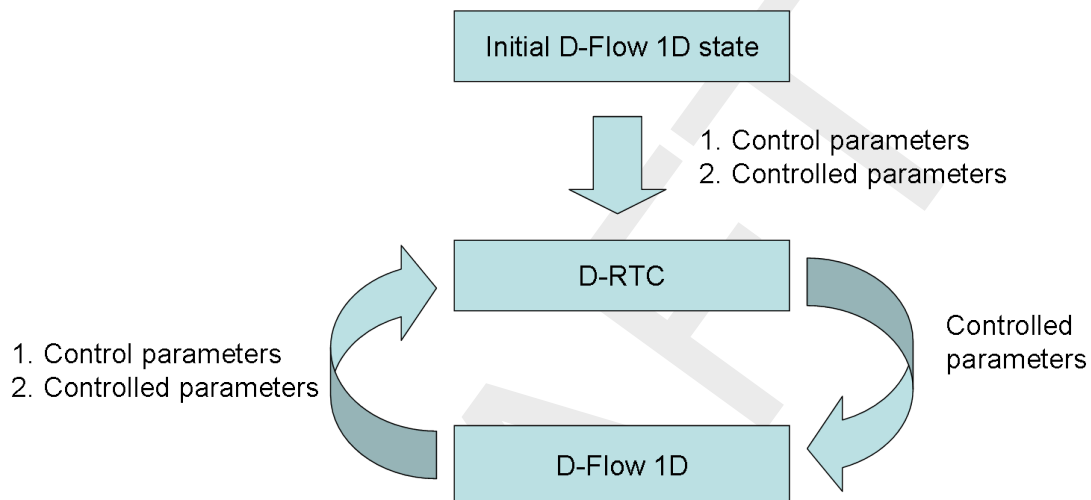 Initial D-Flow 1D state
1. Control parameters
2. Controlled parameters
D-RTC
1. Control parameters
2. Controlled parameters
Controlled
parameters
D-Flow 1D